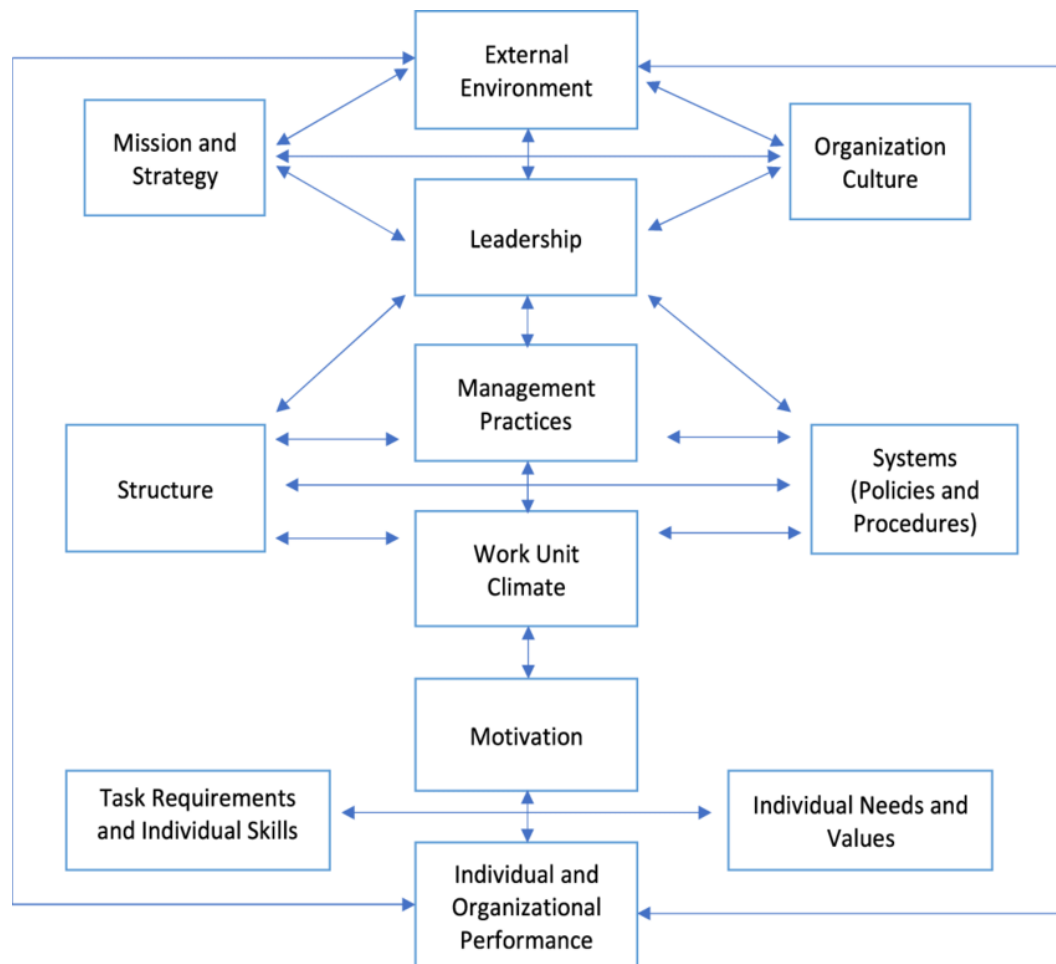 External
Environment
Mission and
Strategy
Organization
Culture
Leadership
Management
Practices
Structure
Systems
(Policies and
Procedures)
Work Unit
Climate
Motivation
Task Requirements
and Individual Skills
Individual Needs and
Values
Individual and
Organizational
Performance